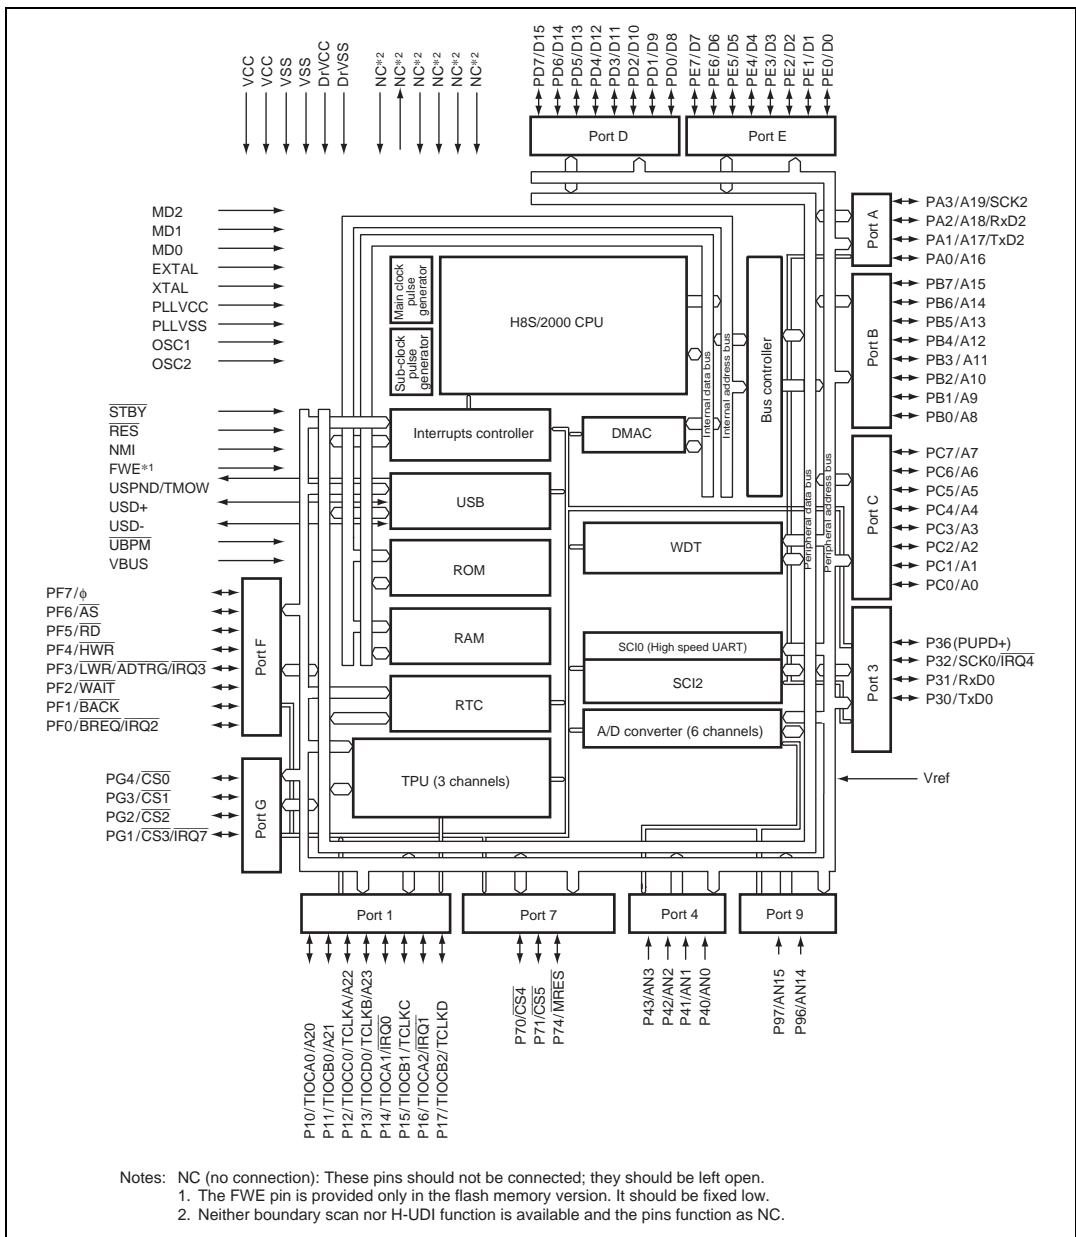 VCC
VCC
VSS
VSS
DrVCC
DrVSS
NC*2
NC*2
NC*2
NC*2
NC*2
NC*2
PD7/D15
PD6/D14
PD5/D13
PD4/D12
PD3/D11
PD2/D10
PD1/D9
PD0/D8
PE7/D7
PE6/D6
PE5/D5
PE4/D4
PE3/D3
PE2/D2
PE1/D1
PE0/D0
Port D
Port E
MD2
MD1
MD0
EXTAL
XTAL
PLLVCC
PLLVSS
OSC1
OSC2
STBY
RES
NMI
FWE*1
USPND/TMOW
USD+
USD-
UBPM
VBUS
Main clock pulse generator
Sub-clock pulse generator
H8S/2000 CPU
Interrupts controller
DMAC
USB
ROM
RAM
RTC
TPU (3 channels)
WDT
SCI0 (High speed UART)
SCI2
A/D converter (6 channels)
Internal data bus
Internal address bus
Bus controller
Peripheral data bus
Peripheral address bus
Port A
PA3/A19/SCK2
PA2/A18/RxD2
PA1/A17/TxD2
PA0/A16
Port B
PB7/A15
PB6/A14
PB5/A13
PB4/A12
PB3/A11
PB2/A10
PB1/A9
PB0/A8
Port C
PC7/A7
PC6/A6
PC5/A5
PC4/A4
PC3/A3
PC2/A2
PC1/A1
PC0/A0
Port 3
P36 (PUPD+)
P32/SCK0/IRQ4
P31/RxD0
P30/TxD0
Vref
PF7/ϕ
PF6/AS
PF5/RD
PF4/HWR
PF3/LWR/ADTRG/IRQ3
PF2/WAIT
PF1/BACK
PF0/BREQ/IRQ2
Port F
PG4/CS0
PG3/CS1
PG2/CS2
PG1/CS3/IRQ7
Port G
Port 1
Port 7
Port 4
Port 9
P10/TIOCA0/A20
P11/TIOCB0/A21
P12/TIOCC0/TCLKA/A22
P13/TIOCD0/TCLKB/A23
P14/TIOCA1/IRQ0
P15/TIOCB1/TCLKC
P16/TIOCA2/IRQ1
P17/TIOCB2/TCLKD
P70/CS4
P71/CS5
P74/MRES
P43/AN3
P42/AN2
P41/AN1
P40/AN0
P97/AN15
P96/AN14
Notes: NC (no connection): These pins should not be connected; they should be left open.
1. The FWE pin is provided only in the flash memory version. It should be fixed low.
2. Neither boundary scan nor H-UDI function is available and the pins function as NC.